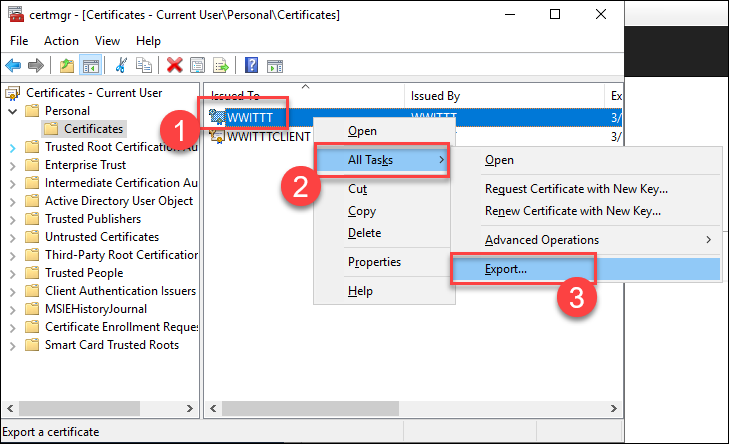 certmgr - [Certificates - Current User\Personal\Certificates]
File Action View Help
Certificates - Current User
Personal
Certificates
Trusted Root Certification Au
Enterprise Trust
Intermediate Certification Au
Active Directory User Object
Trusted Publishers
Untrusted Certificates
Third-Party Root Certification
Trusted People
Client Authentication Issuers
MSIEHistoryJournal
Certificate Enrollment Reques
Smart Card Trusted Roots
Issued To Issued By Ex
1
WWITTT WWITTT 3/
WWITTTCLIENT 3/
Open
All Tasks
2
Cut
Copy
Delete
Properties
Help
Open
Request Certificate with New Key...
Renew Certificate with New Key...
Advanced Operations
Export...
3
Export a certificate